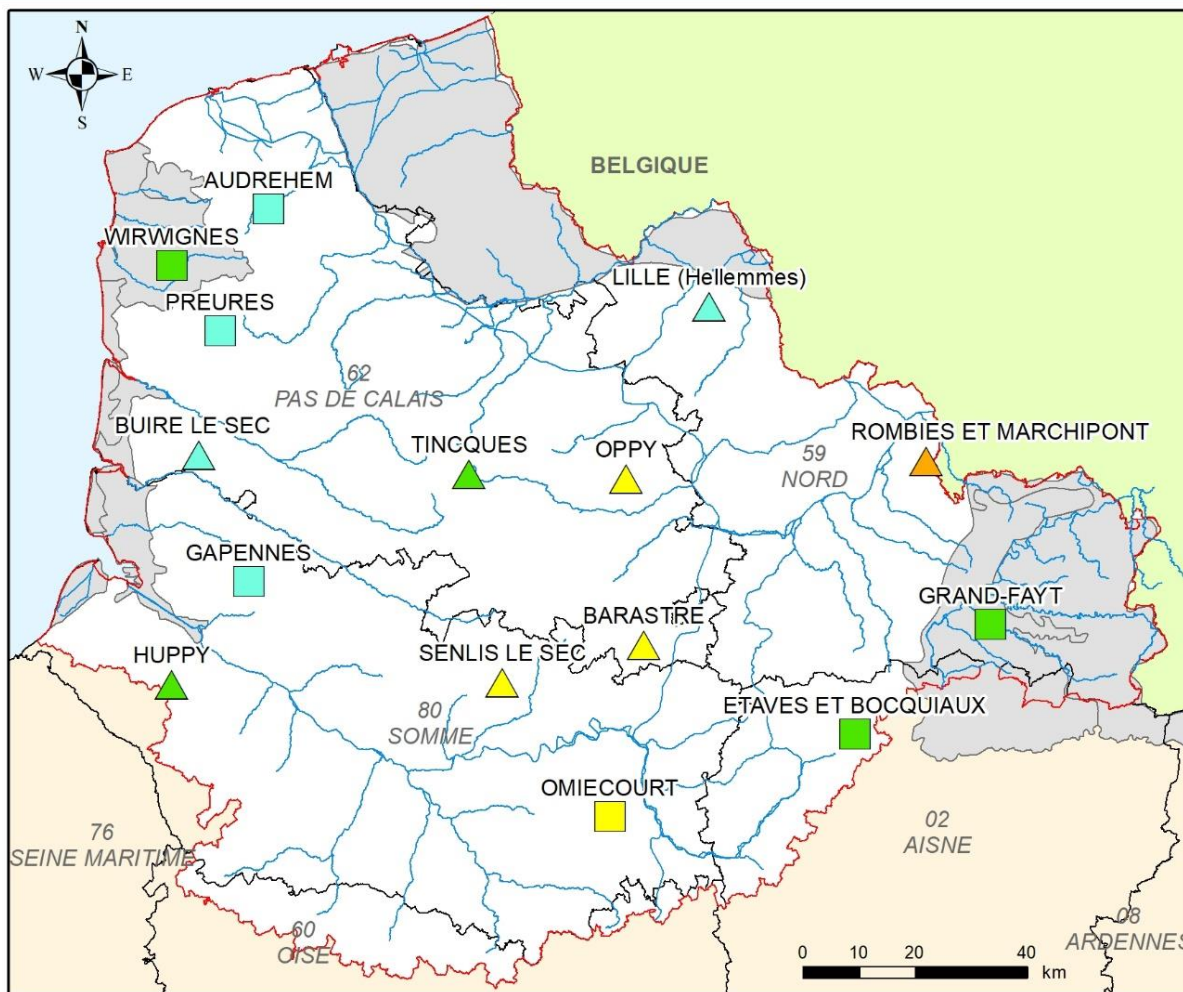 N
W E
S
BELGIQUE
AUDREHEM
WIRWIGNES
LILLE (Hellemmes)
PREURES
62
PAS DE CALAIS
BUIRE LE SEC
TINCQUES
OPPY
ROMBIES ET MARCHIPONT
59
NORD
GAPENNES
GRAND-FAYT
BARASTRE
HUPPY
SENLIS LE SEC
80
SOMME
ETAVES ET BOCQUIAUX
OMIECOURT
76
SEINE MARITIME
02
AISNE
60
OISE
08
ARDENNES
0 10 20 40
km